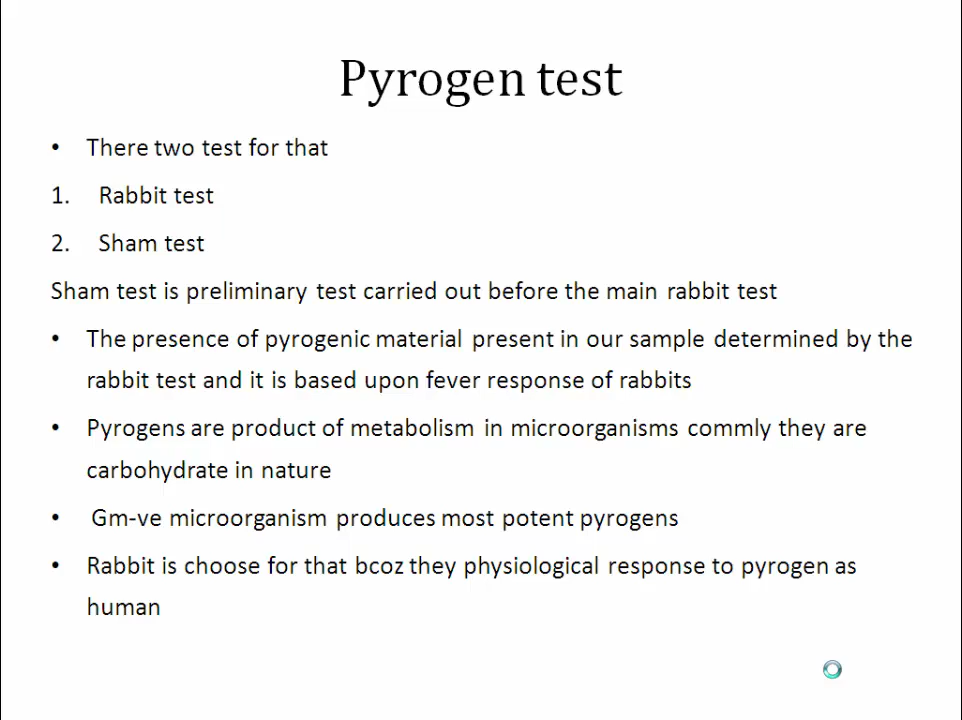 Pyrogen test
• There two test for that
1. Rabbit test
2. Sham test
Sham test is preliminary test carried out before the main rabbit test
• The presence of pyrogenic material present in our sample determined by the
rabbit test and it is based upon fever response of rabbits
• Pyrogens are product of metabolism in microorganisms commly they are
carbohydrate in nature
• Gm-ve microorganism produces most potent pyrogens
• Rabbit is choose for that bcoz they physiological response to pyrogen as
human